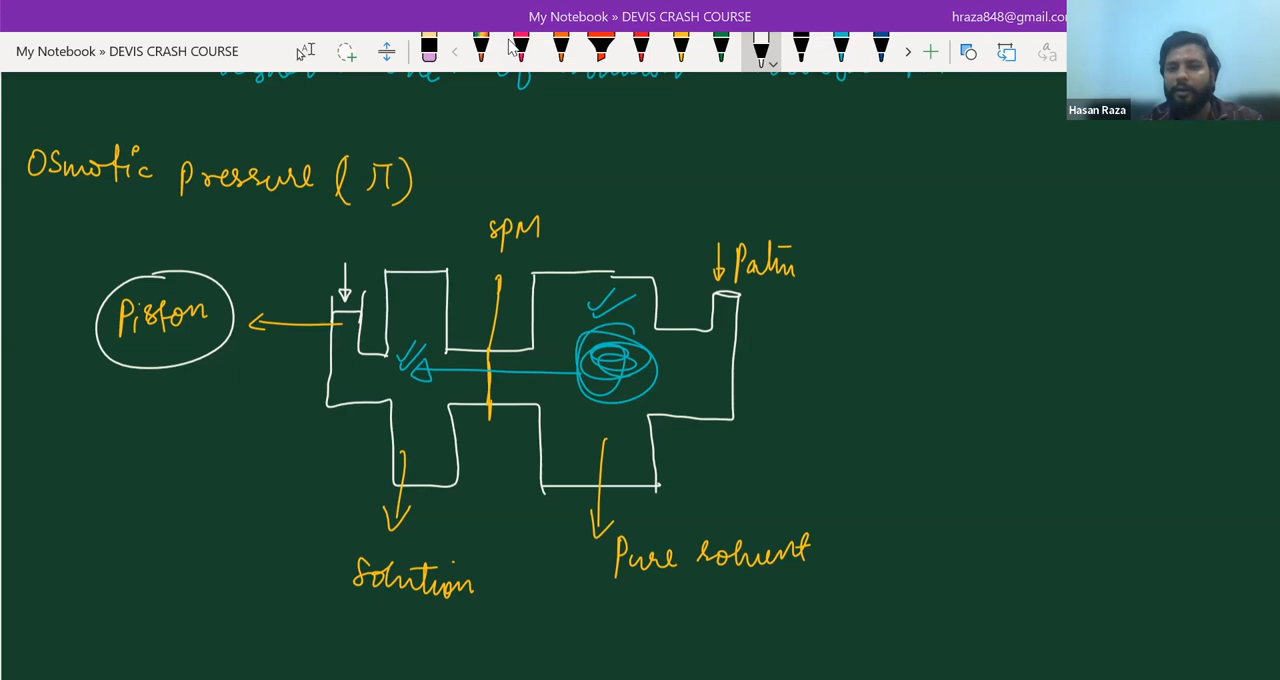 My Notebook » DEVIS CRASH COURSE
hraza848@gmail.co
My Notebook » DEVIS CRASH COURSE
Hasan Raza
Osmotic Pressure (π)
SPM
Patm
Piston
Solution
Pure solvent